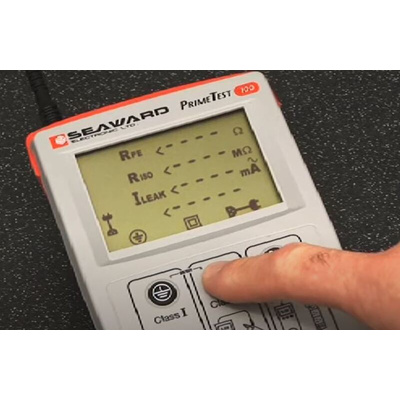 SEAWARD
ELECTRONIC LTD
PRIMETEST 100
RPE <---- Ω
RISO <---- MΩ
ILEAK <---- mA
<----
Class I